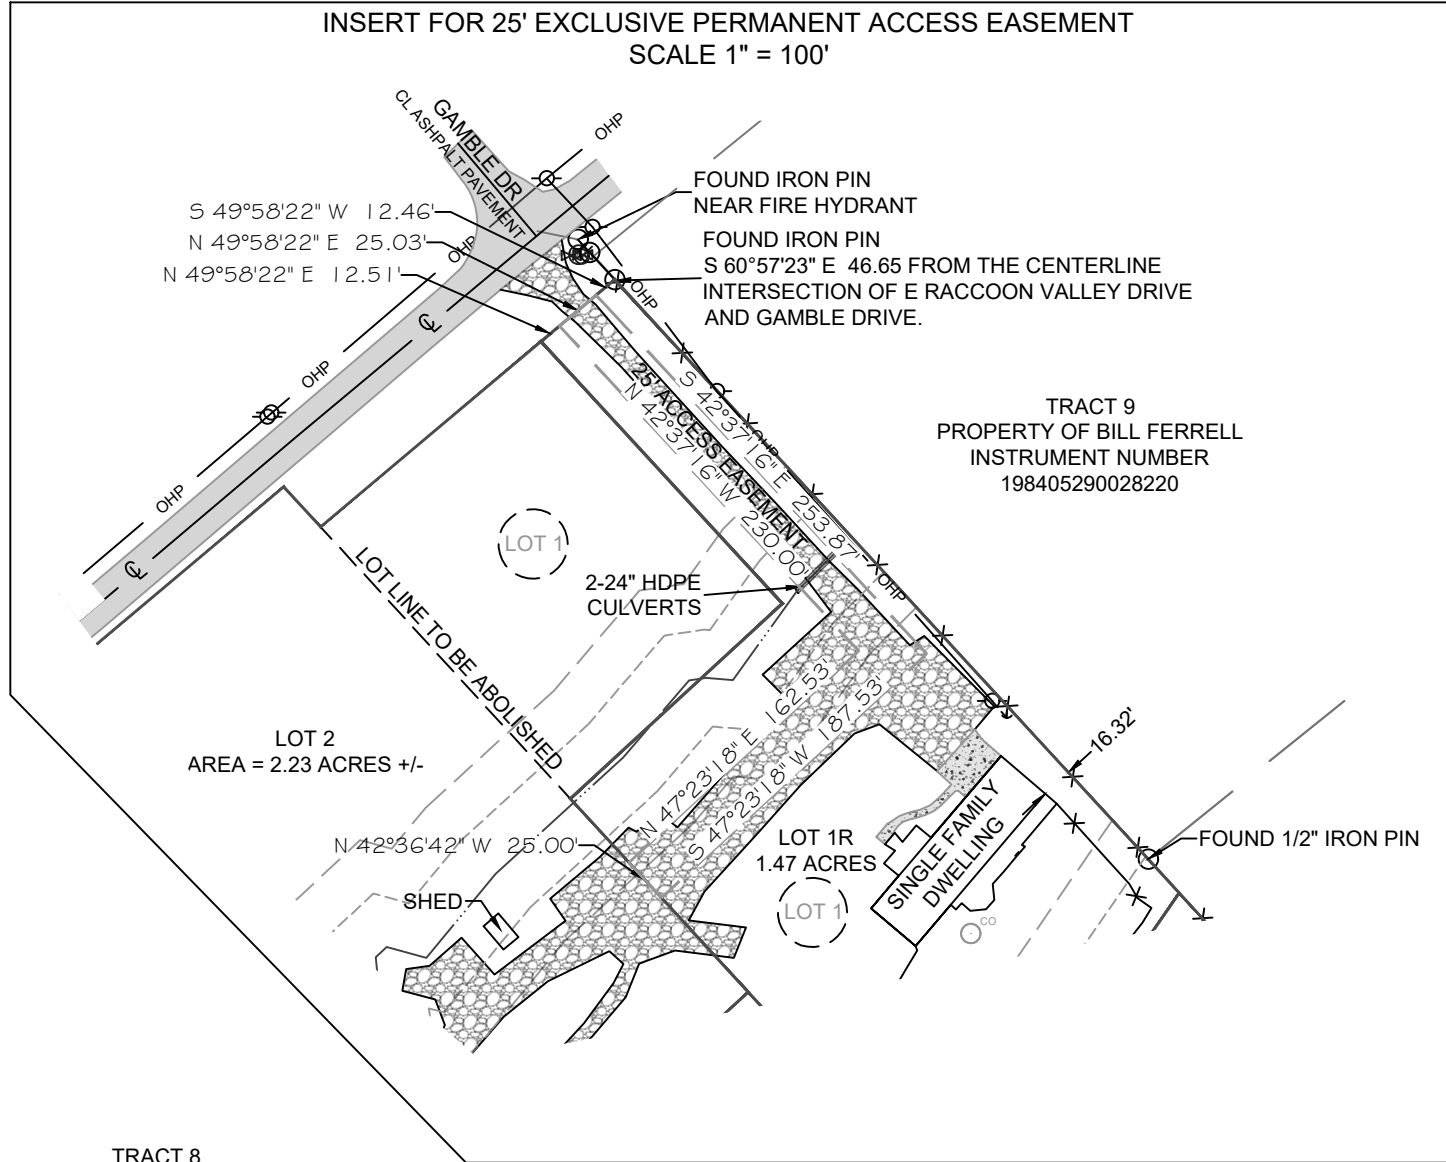 INSERT FOR 25' EXCLUSIVE PERMANENT ACCESS EASEMENT
SCALE 1" = 100'
GAMBLE DR
CL ASHPALT PAVEMENT
OHP
S 49°58'22" W 12.46'
N 49°58'22" E 25.03'
N 49°58'22" E 12.51'
FOUND IRON PIN
NEAR FIRE HYDRANT
FOUND IRON PIN
S 60°57'23" E 46.65 FROM THE CENTERLINE
INTERSECTION OF E RACCOON VALLEY DRIVE
AND GAMBLE DRIVE.
OHP
OHP
OHP
OHP
CL
CL
25' ACCESS EASEMENT
S 42°37'16" E 253.87'
N 42°37'16" W 230.00'
OHP
OHP
TRACT 9
PROPERTY OF BILL FERRELL
INSTRUMENT NUMBER
198405290028220
LOT 1
2-24" HDPE
CULVERTS
LOT LINE TO BE ABOLISHED
LOT 2
AREA = 2.23 ACRES +/-
N 47°23'18" E 162.53'
S 47°23'18" W 187.53'
16.32'
N 42°36'42" W 25.00'
LOT 1R
1.47 ACRES
LOT 1
SINGLE FAMILY
DWELLING
FOUND 1/2" IRON PIN
SHED
CO
TRACT 8